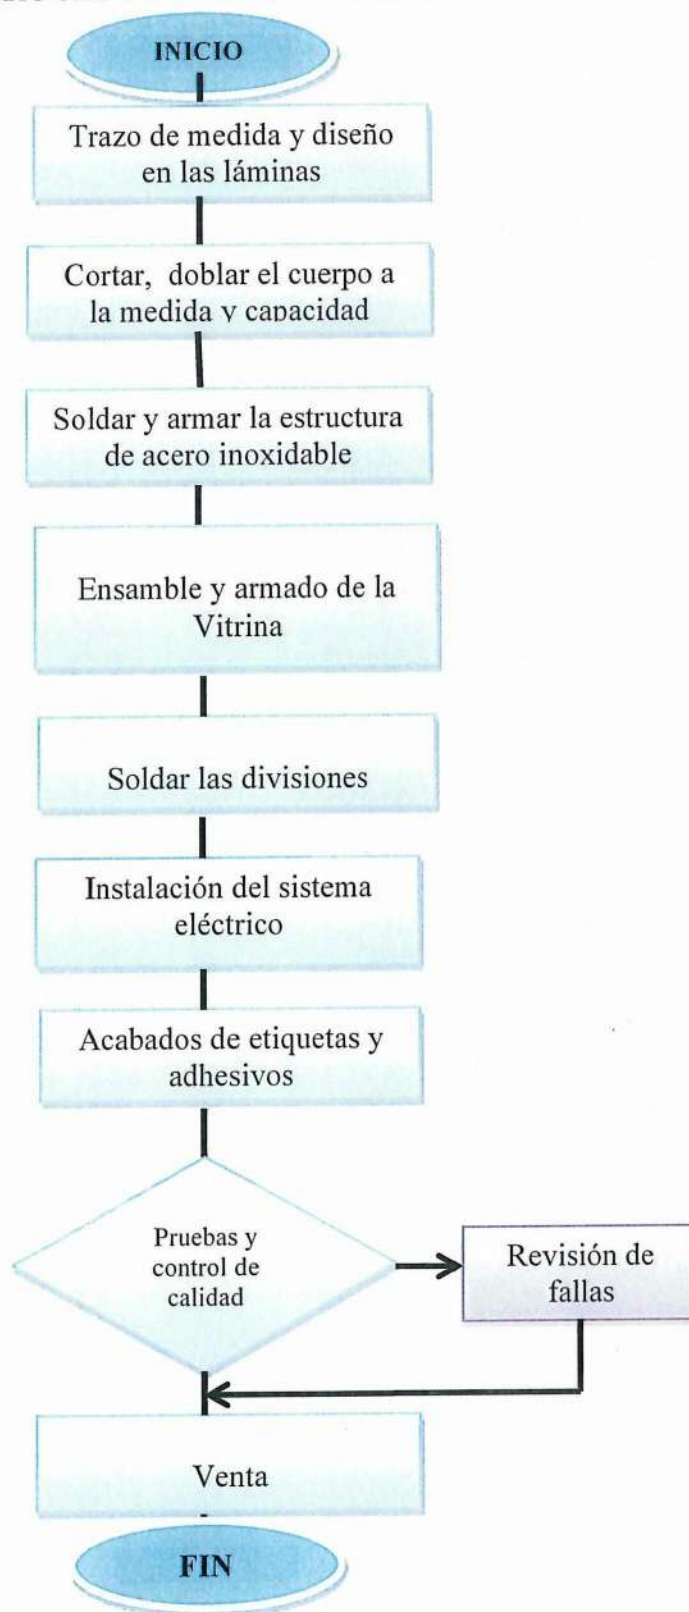 INICIO
Trazo de medida y diseño
en las láminas
Cortar, doblar el cuerpo a
la medida y capacidad
Soldar y armar la estructura
de acero inoxidable
Ensamble y armado de la
Vitrina
Soldar las divisiones
Instalación del sistema
eléctrico
Acabados de etiquetas y
adhesivos
Pruebas y
control de
calidad
Revisión de
fallas
Venta
FIN